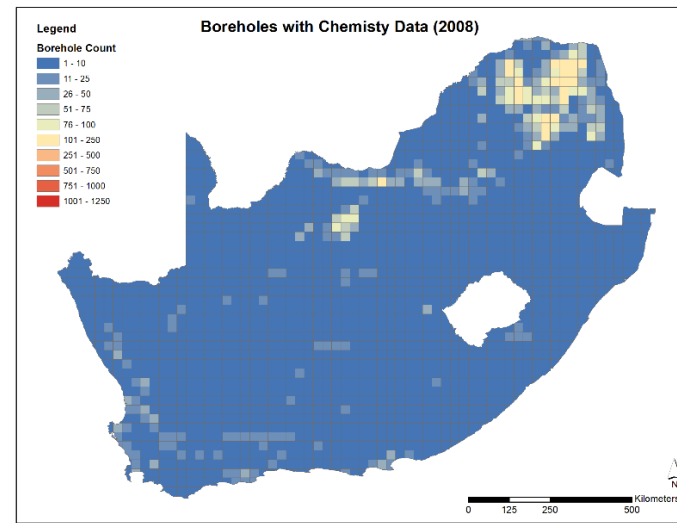 Boreholes with Chemisty Data (2008)
Legend
Borehole Count
1 - 10
11 - 25
26 - 50
51 - 75
76 - 100
101 - 250
251 - 500
501 - 750
751 - 1000
1001 - 1250
N
Kilometers
0 125 250 500